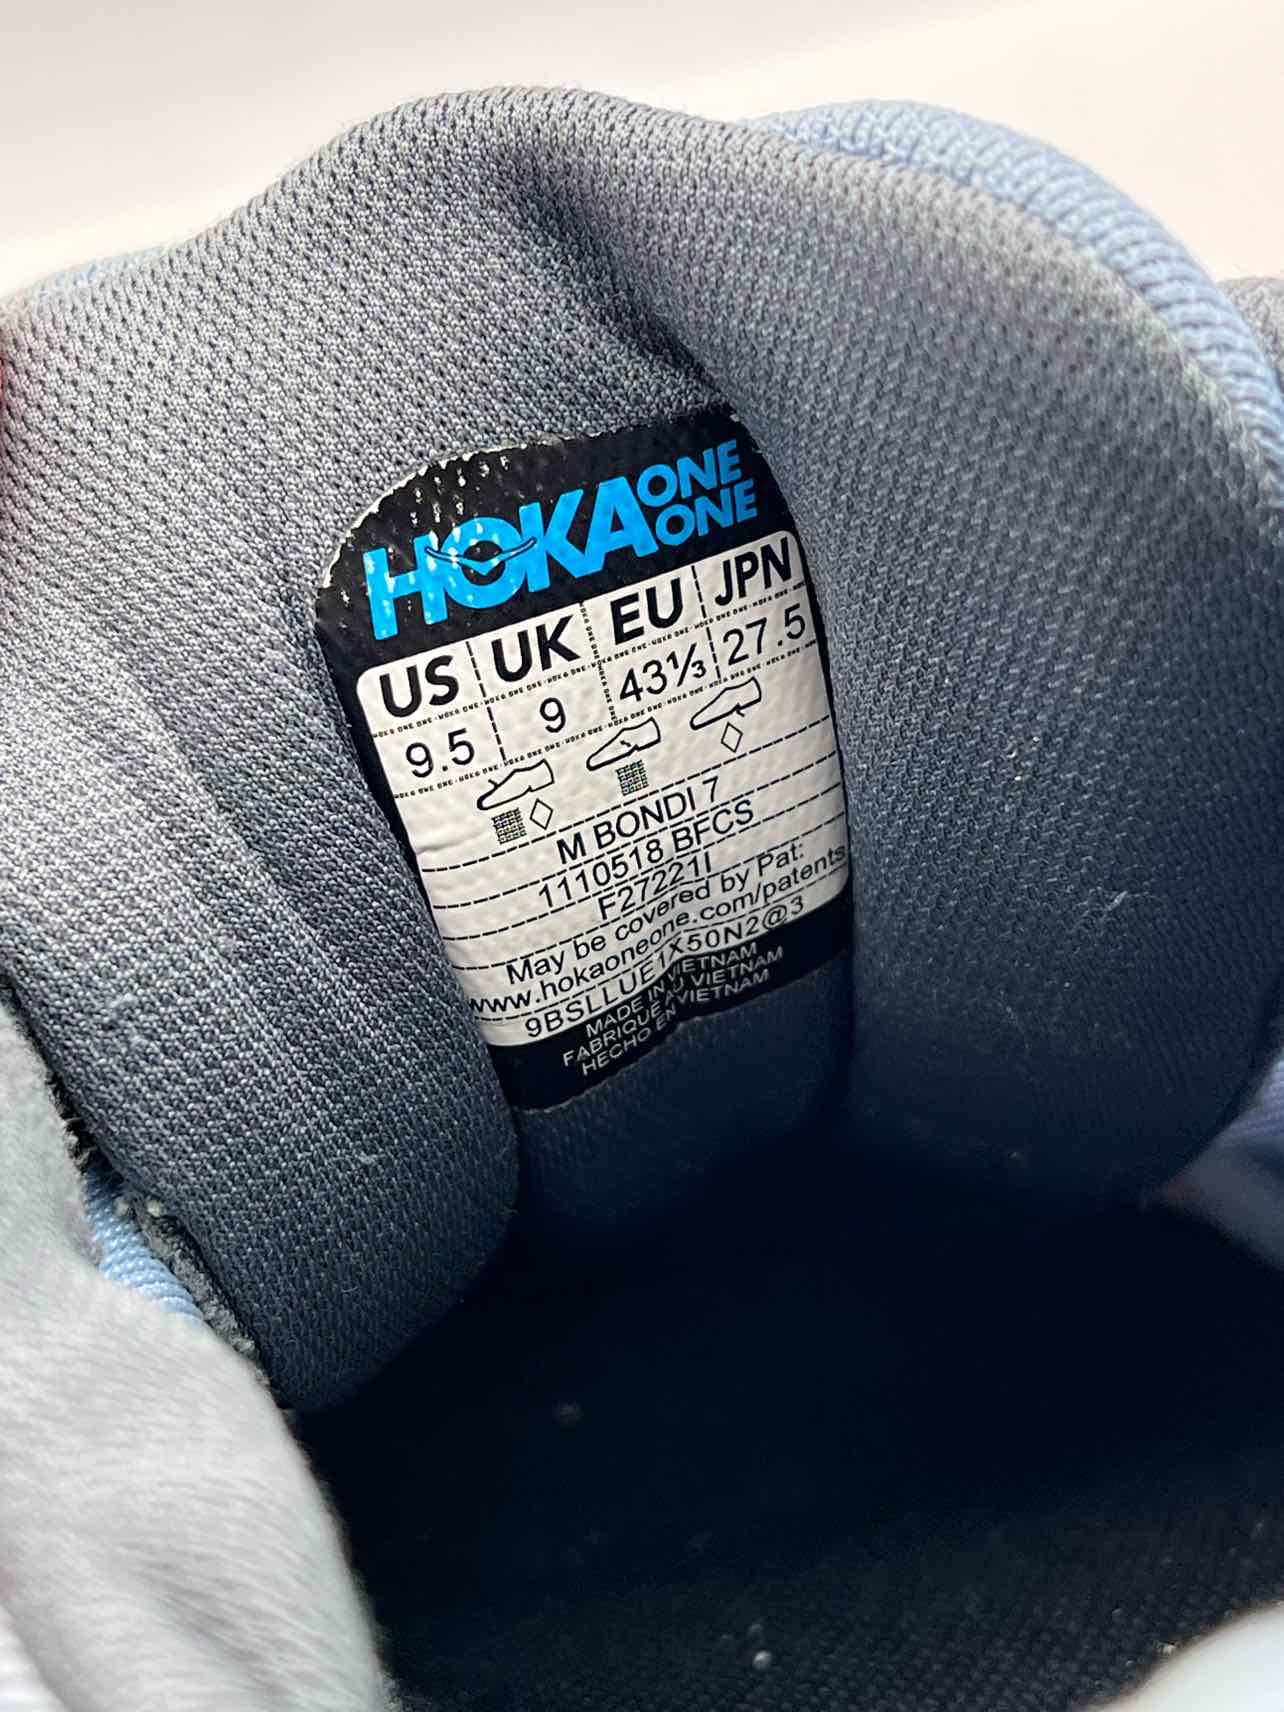 HOKA ONE ONE
US UK EU JPN
9.5 9 43⅓ 27.5
M BONDI 7
1110518 BFCS
F27221I
May be covered by Pat:
www.hokaoneone.com/patents
9BSLLUE1X50N2@3
MADE IN VIETNAM
FABRIQUÉ AU VIETNAM
HECHO EN VIETNAM